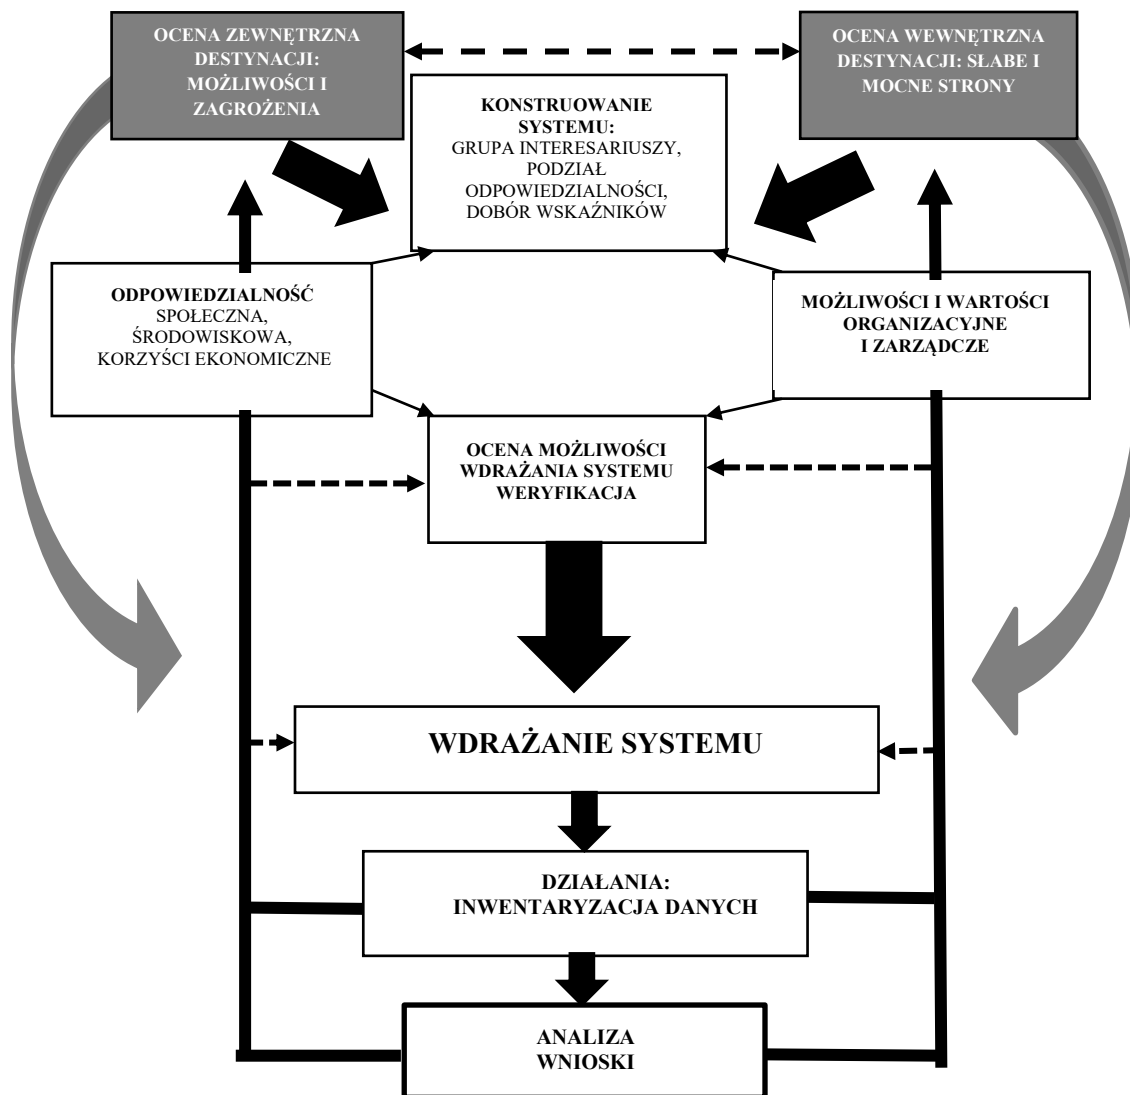 OCENA ZEWNĘTRZNA
DESTYNACJI:
MOŻLIWOŚCI I
ZAGROŻENIA
OCENA WEWNĘTRZNA
DESTYNACJI: SŁABE I
MOCNE STRONY
KONSTRUOWANIE
SYSTEMU:
GRUPA INTERESARIUSZY,
PODZIAŁ
ODPOWIEDZIALNOŚCI,
DOBÓR WSKAŹNIKÓW
ODPOWIEDZIALNOŚĆ
SPOŁECZNA,
ŚRODOWISKOWA,
KORZYŚCI EKONOMICZNE
MOŻLIWOŚCI I WARTOŚCI
ORGANIZACYJNE
I ZARZĄDCZE
OCENA MOŻLIWOŚCI
WDRAŻANIA SYSTEMU
WERYFIKACJA
WDRAŻANIE SYSTEMU
DZIAŁANIA:
INWENTARYZACJA DANYCH
ANALIZA
WNIOSKI